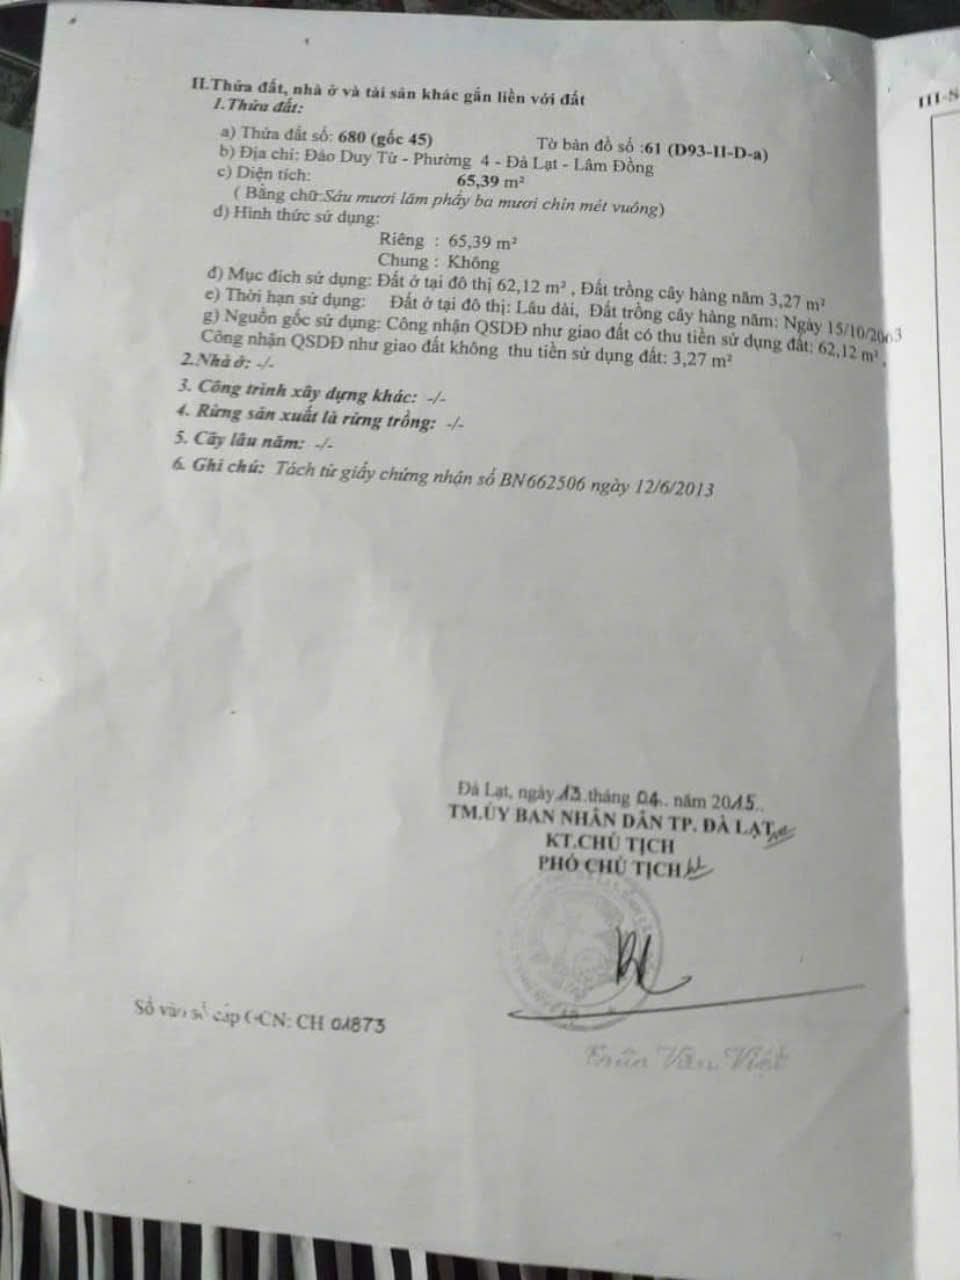 II.Thửa đất, nhà ở và tài sản khác gắn liền với đất
1.Thửa đất:
a) Thửa đất số: 680 (gốc 45) Tờ bản đồ số :61 (D93-II-D-a)
b) Địa chỉ: Đào Duy Từ - Phường 4 - Đà Lạt - Lâm Đồng
c) Diện tích: 65,39 m²
( Bằng chữ:Sáu mươi lăm phẩy ba mươi chín mét vuông)
d) Hình thức sử dụng:
Riêng : 65,39 m²
Chung : Không
đ) Mục đích sử dụng: Đất ở tại đô thị 62,12 m² , Đất trồng cây hàng năm 3,27 m²
e) Thời hạn sử dụng: Đất ở tại đô thị: Lâu dài, Đất trồng cây hàng năm: Ngày 15/10/2063
g) Nguồn gốc sử dụng: Công nhận QSDĐ như giao đất có thu tiền sử dụng đất: 62,12 m² ,
Công nhận QSDĐ như giao đất không thu tiền sử dụng đất: 3,27 m²
2.Nhà ở: -/-
3. Công trình xây dựng khác: -/-
4. Rừng sản xuất là rừng trồng: -/-
5. Cây lâu năm: -/-
6. Ghi chú: Tách từ giấy chứng nhận số BN662506 ngày 12/6/2013
III-S
Đà Lạt, ngày 13 tháng 04.. năm 2015..
TM.ỦY BAN NHÂN DÂN TP. ĐÀ LẠT
KT.CHỦ TỊCH
PHÓ CHỦ TỊCH
Số vào sổ cấp GCN: CH 01873
Trần Văn Việt